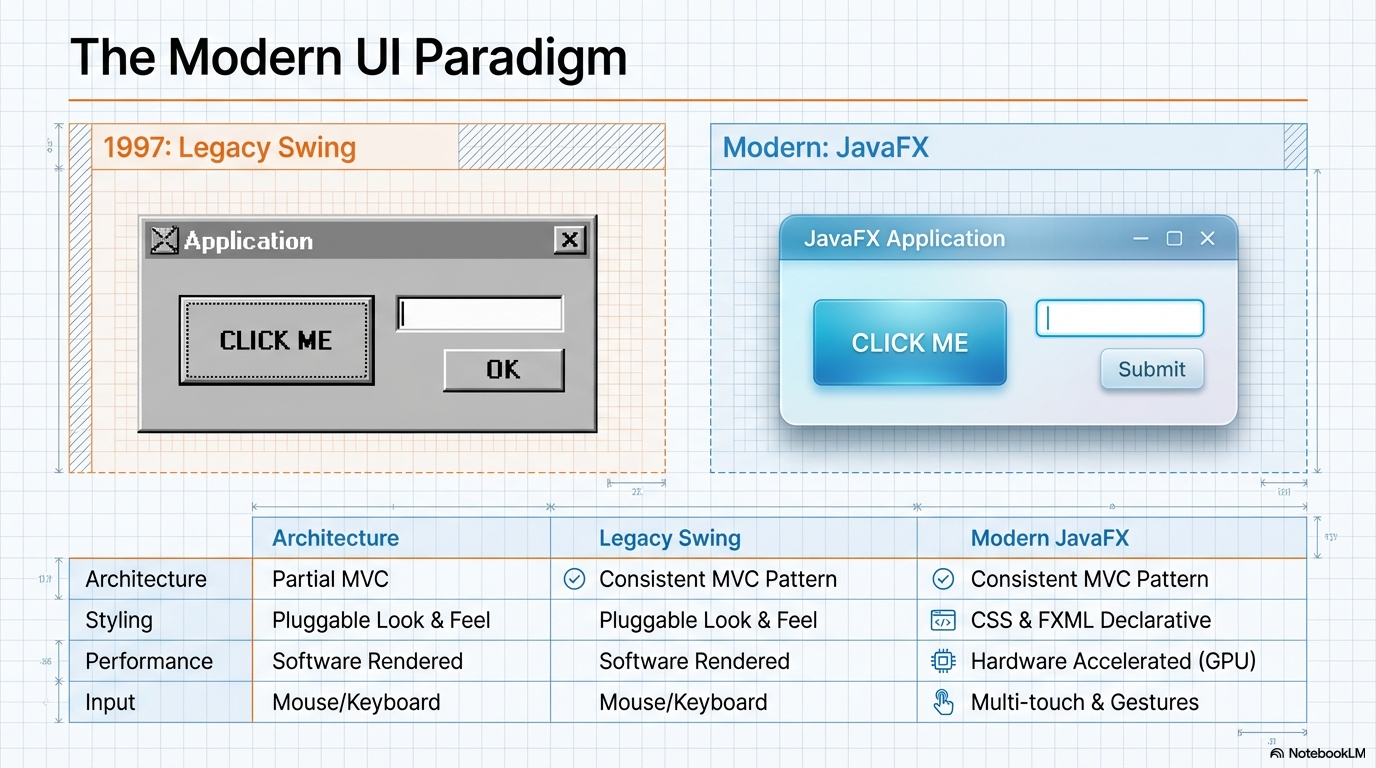 The Modern UI Paradigm
1997: Legacy Swing
Modern: JavaFX
Application
CLICK ME
OK
JavaFX Application
CLICK ME
Submit
Architecture Legacy Swing Modern JavaFX
Architecture Partial MVC Consistent MVC Pattern Consistent MVC Pattern
Styling Pluggable Look & Feel Pluggable Look & Feel CSS & FXML Declarative
Performance Software Rendered Software Rendered Hardware Accelerated (GPU)
Input Mouse/Keyboard Mouse/Keyboard Multi-touch & Gestures
NotebookLM